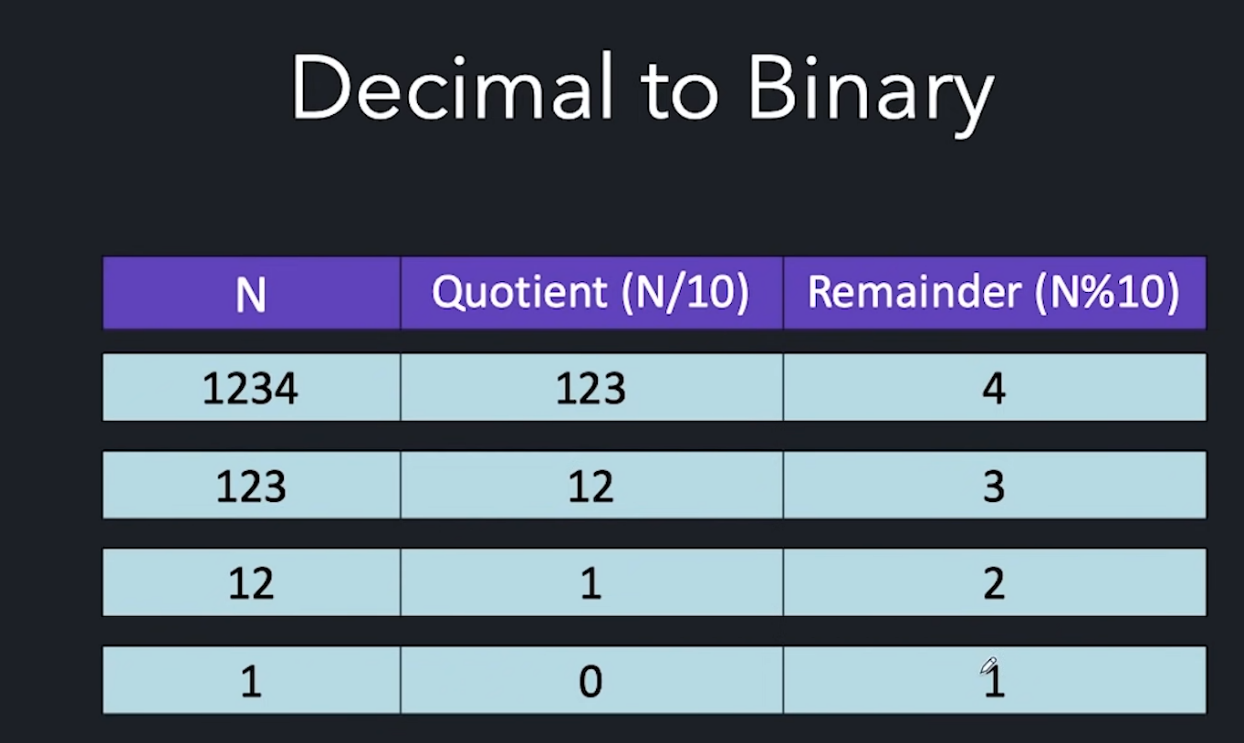 Decimal to Binary
N Quotient (N/10) Remainder (N%10)
1234 123 4
123 12 3
12 1 2
1 0 1